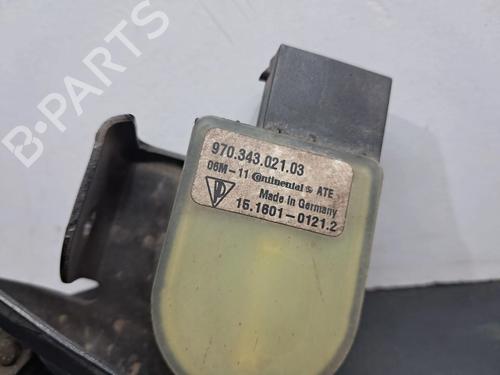 B-PARTS
970.343.021.03
06M-11 Continental ATE
Made in Germany
15.1601-0121.2